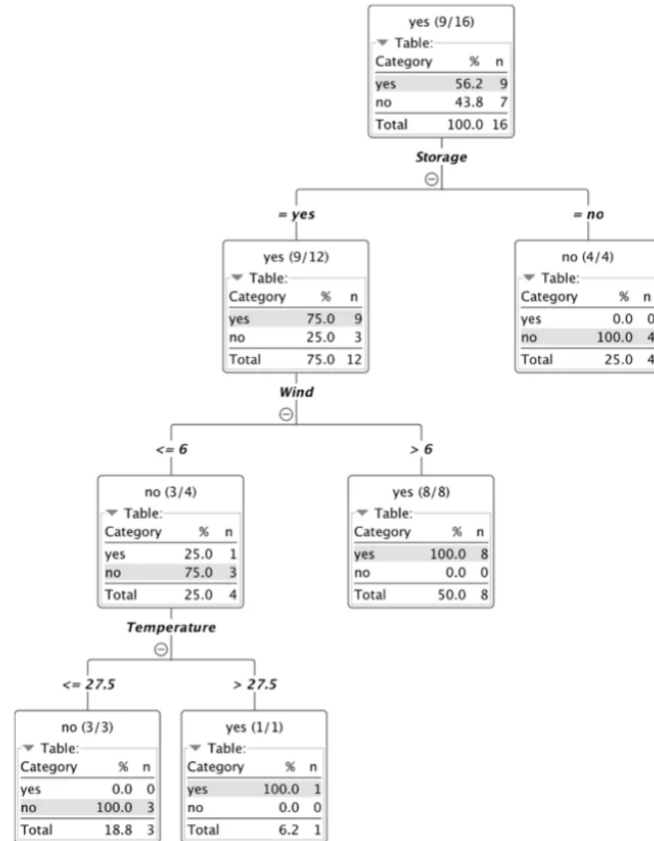 yes (9/16)
Table:
Category % n
yes 56.2 9
no 43.8 7
Total 100.0 16
Storage
= yes
= no
yes (9/12)
Table:
Category % n
yes 75.0 9
no 25.0 3
Total 75.0 12
no (4/4)
Table:
Category % n
yes 0.0 0
no 100.0 4
Total 25.0 4
Wind
<= 6
> 6
no (3/4)
Table:
Category % n
yes 25.0 1
no 75.0 3
Total 25.0 4
yes (8/8)
Table:
Category % n
yes 100.0 8
no 0.0 0
Total 50.0 8
Temperature
<= 27.5
> 27.5
no (3/3)
Table:
Category % n
yes 0.0 0
no 100.0 3
Total 18.8 3
yes (1/1)
Table:
Category % n
yes 100.0 1
no 0.0 0
Total 6.2 1